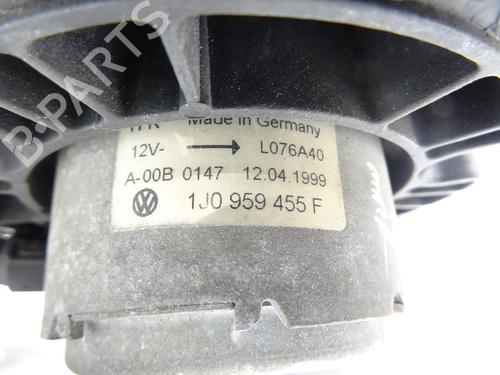 B-Parts
Made in Germany
12V- L076A40
A-00B 0147 12.04.1999
1J0 959 455 F